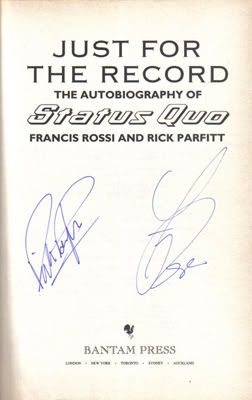 JUST FOR
THE RECORD
THE AUTOBIOGRAPHY OF
Status Quo
FRANCIS ROSSI AND RICK PARFITT
BANTAM PRESS
LONDON • NEW YORK • TORONTO • SYDNEY • AUCKLAND